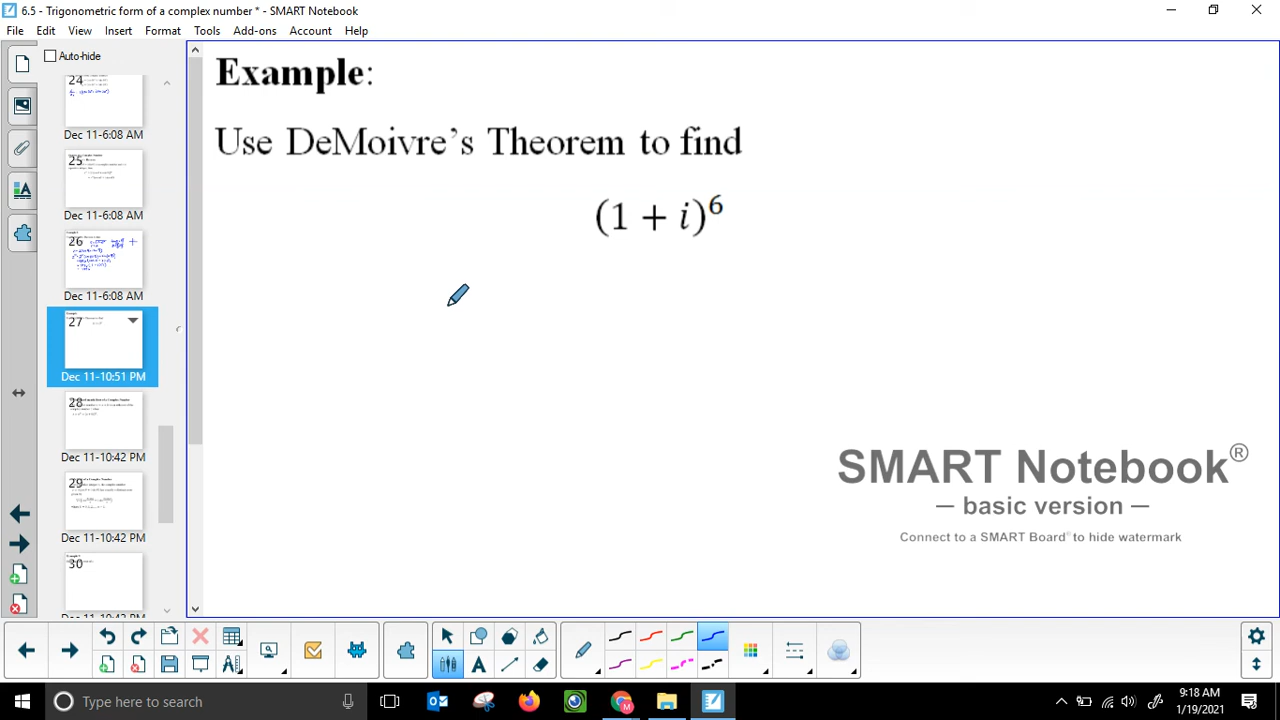 6.5 - Trigonometric form of a complex number * - SMART Notebook
File Edit View Insert Format Tools Add-ons Account Help
Auto-hide
24
Dec 11-6:08 AM
25
Dec 11-6:08 AM
26
Dec 11-6:08 AM
27
Dec 11-10:51 PM
28
Dec 11-10:42 PM
29
Dec 11-10:42 PM
30
Example:
Use DeMoivre's Theorem to find
(1 + i)⁶
SMART Notebook®
— basic version —
Connect to a SMART Board® to hide watermark
Type here to search
9:18 AM
1/19/2021